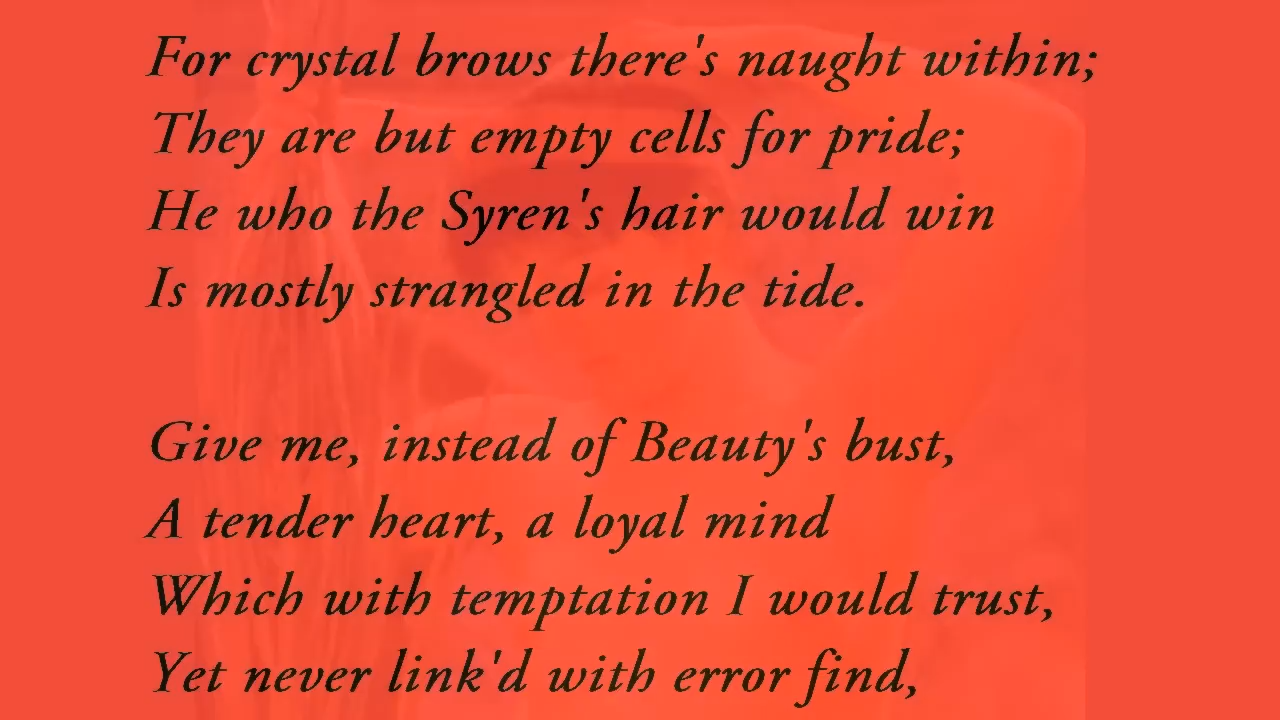 For crystal brows there's naught within;
They are but empty cells for pride;
He who the Syren's hair would win
Is mostly strangled in the tide.
Give me, instead of Beauty's bust,
A tender heart, a loyal mind
Which with temptation I would trust,
Yet never link'd with error find,